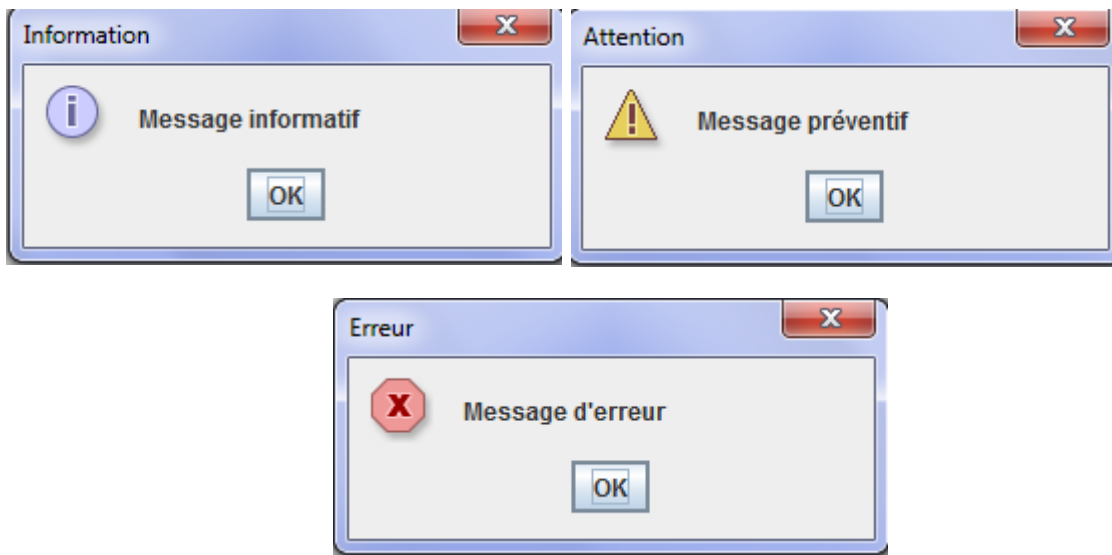 Information
Message informatif
OK
Attention
Message préventif
OK
Erreur
Message d'erreur
OK